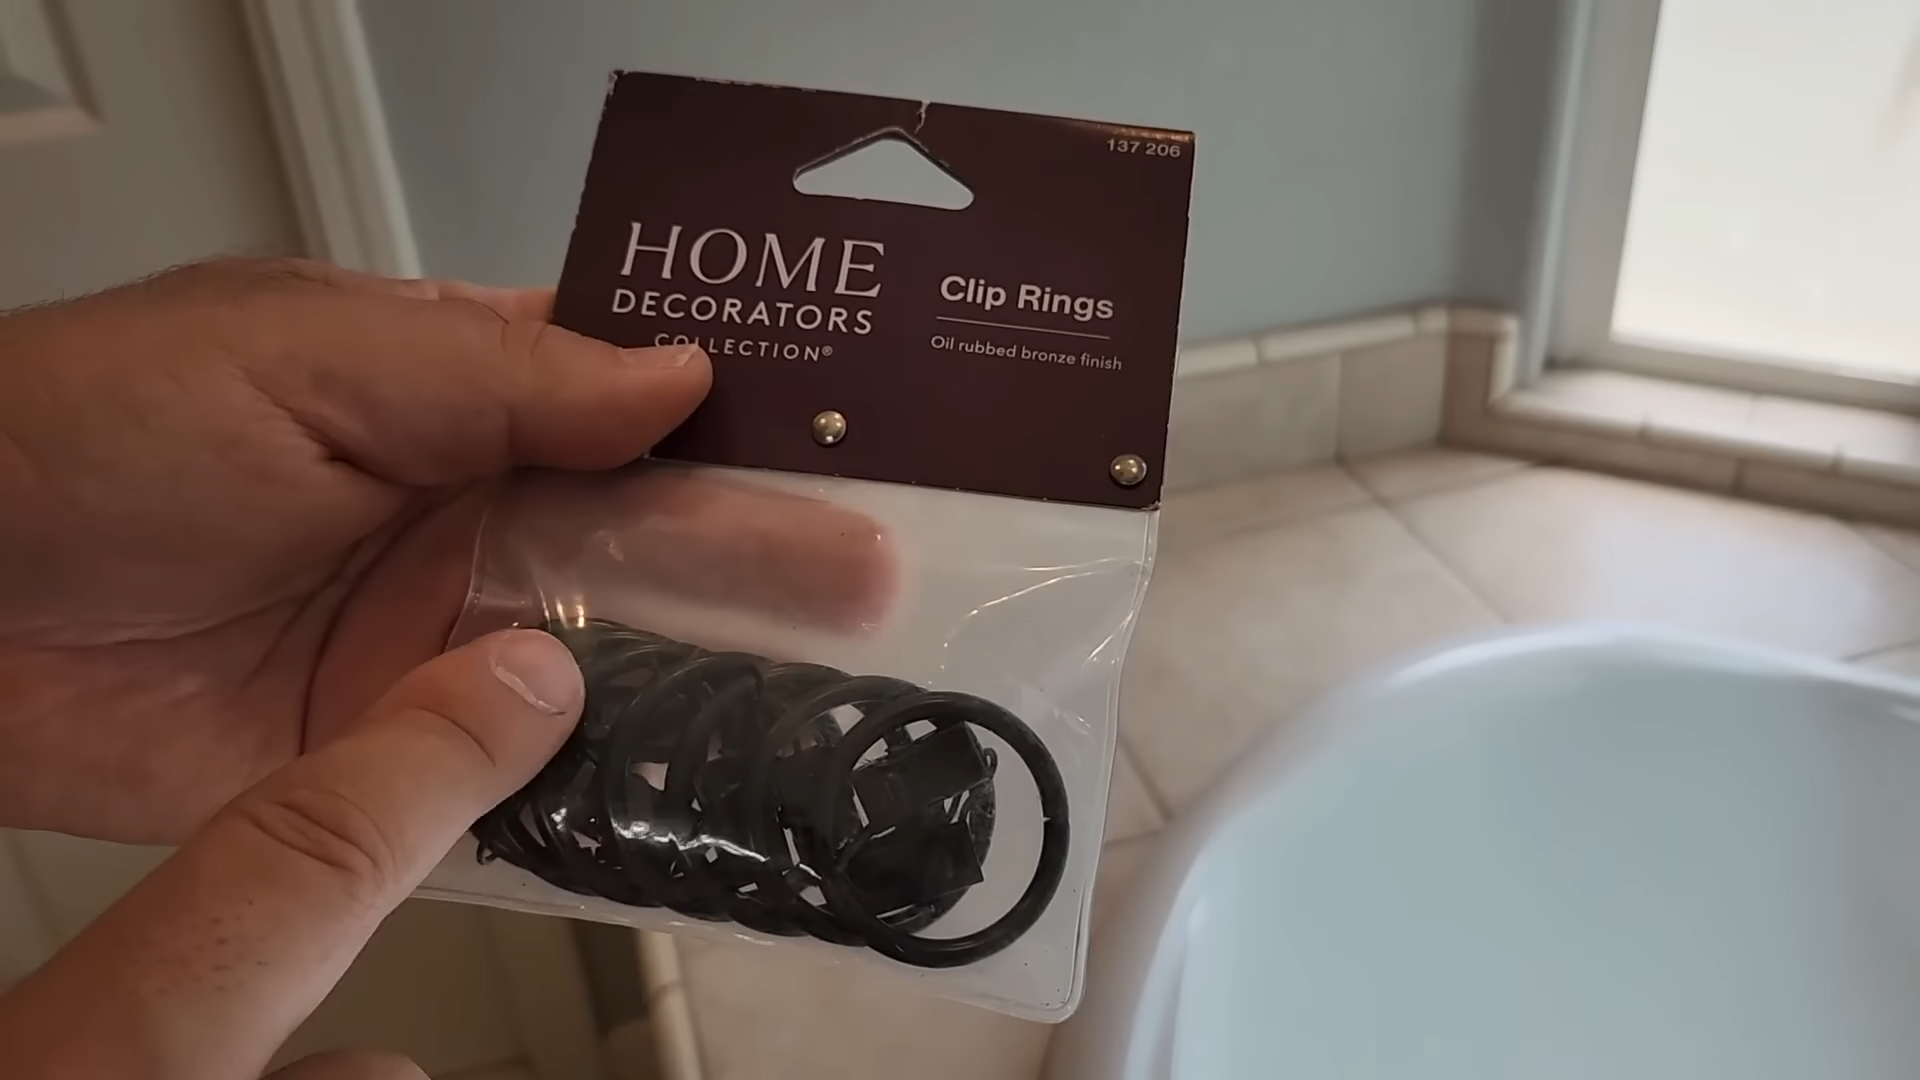 137 206
HOME
DECORATORS
COLLECTION®
Clip Rings
Oil rubbed bronze finish